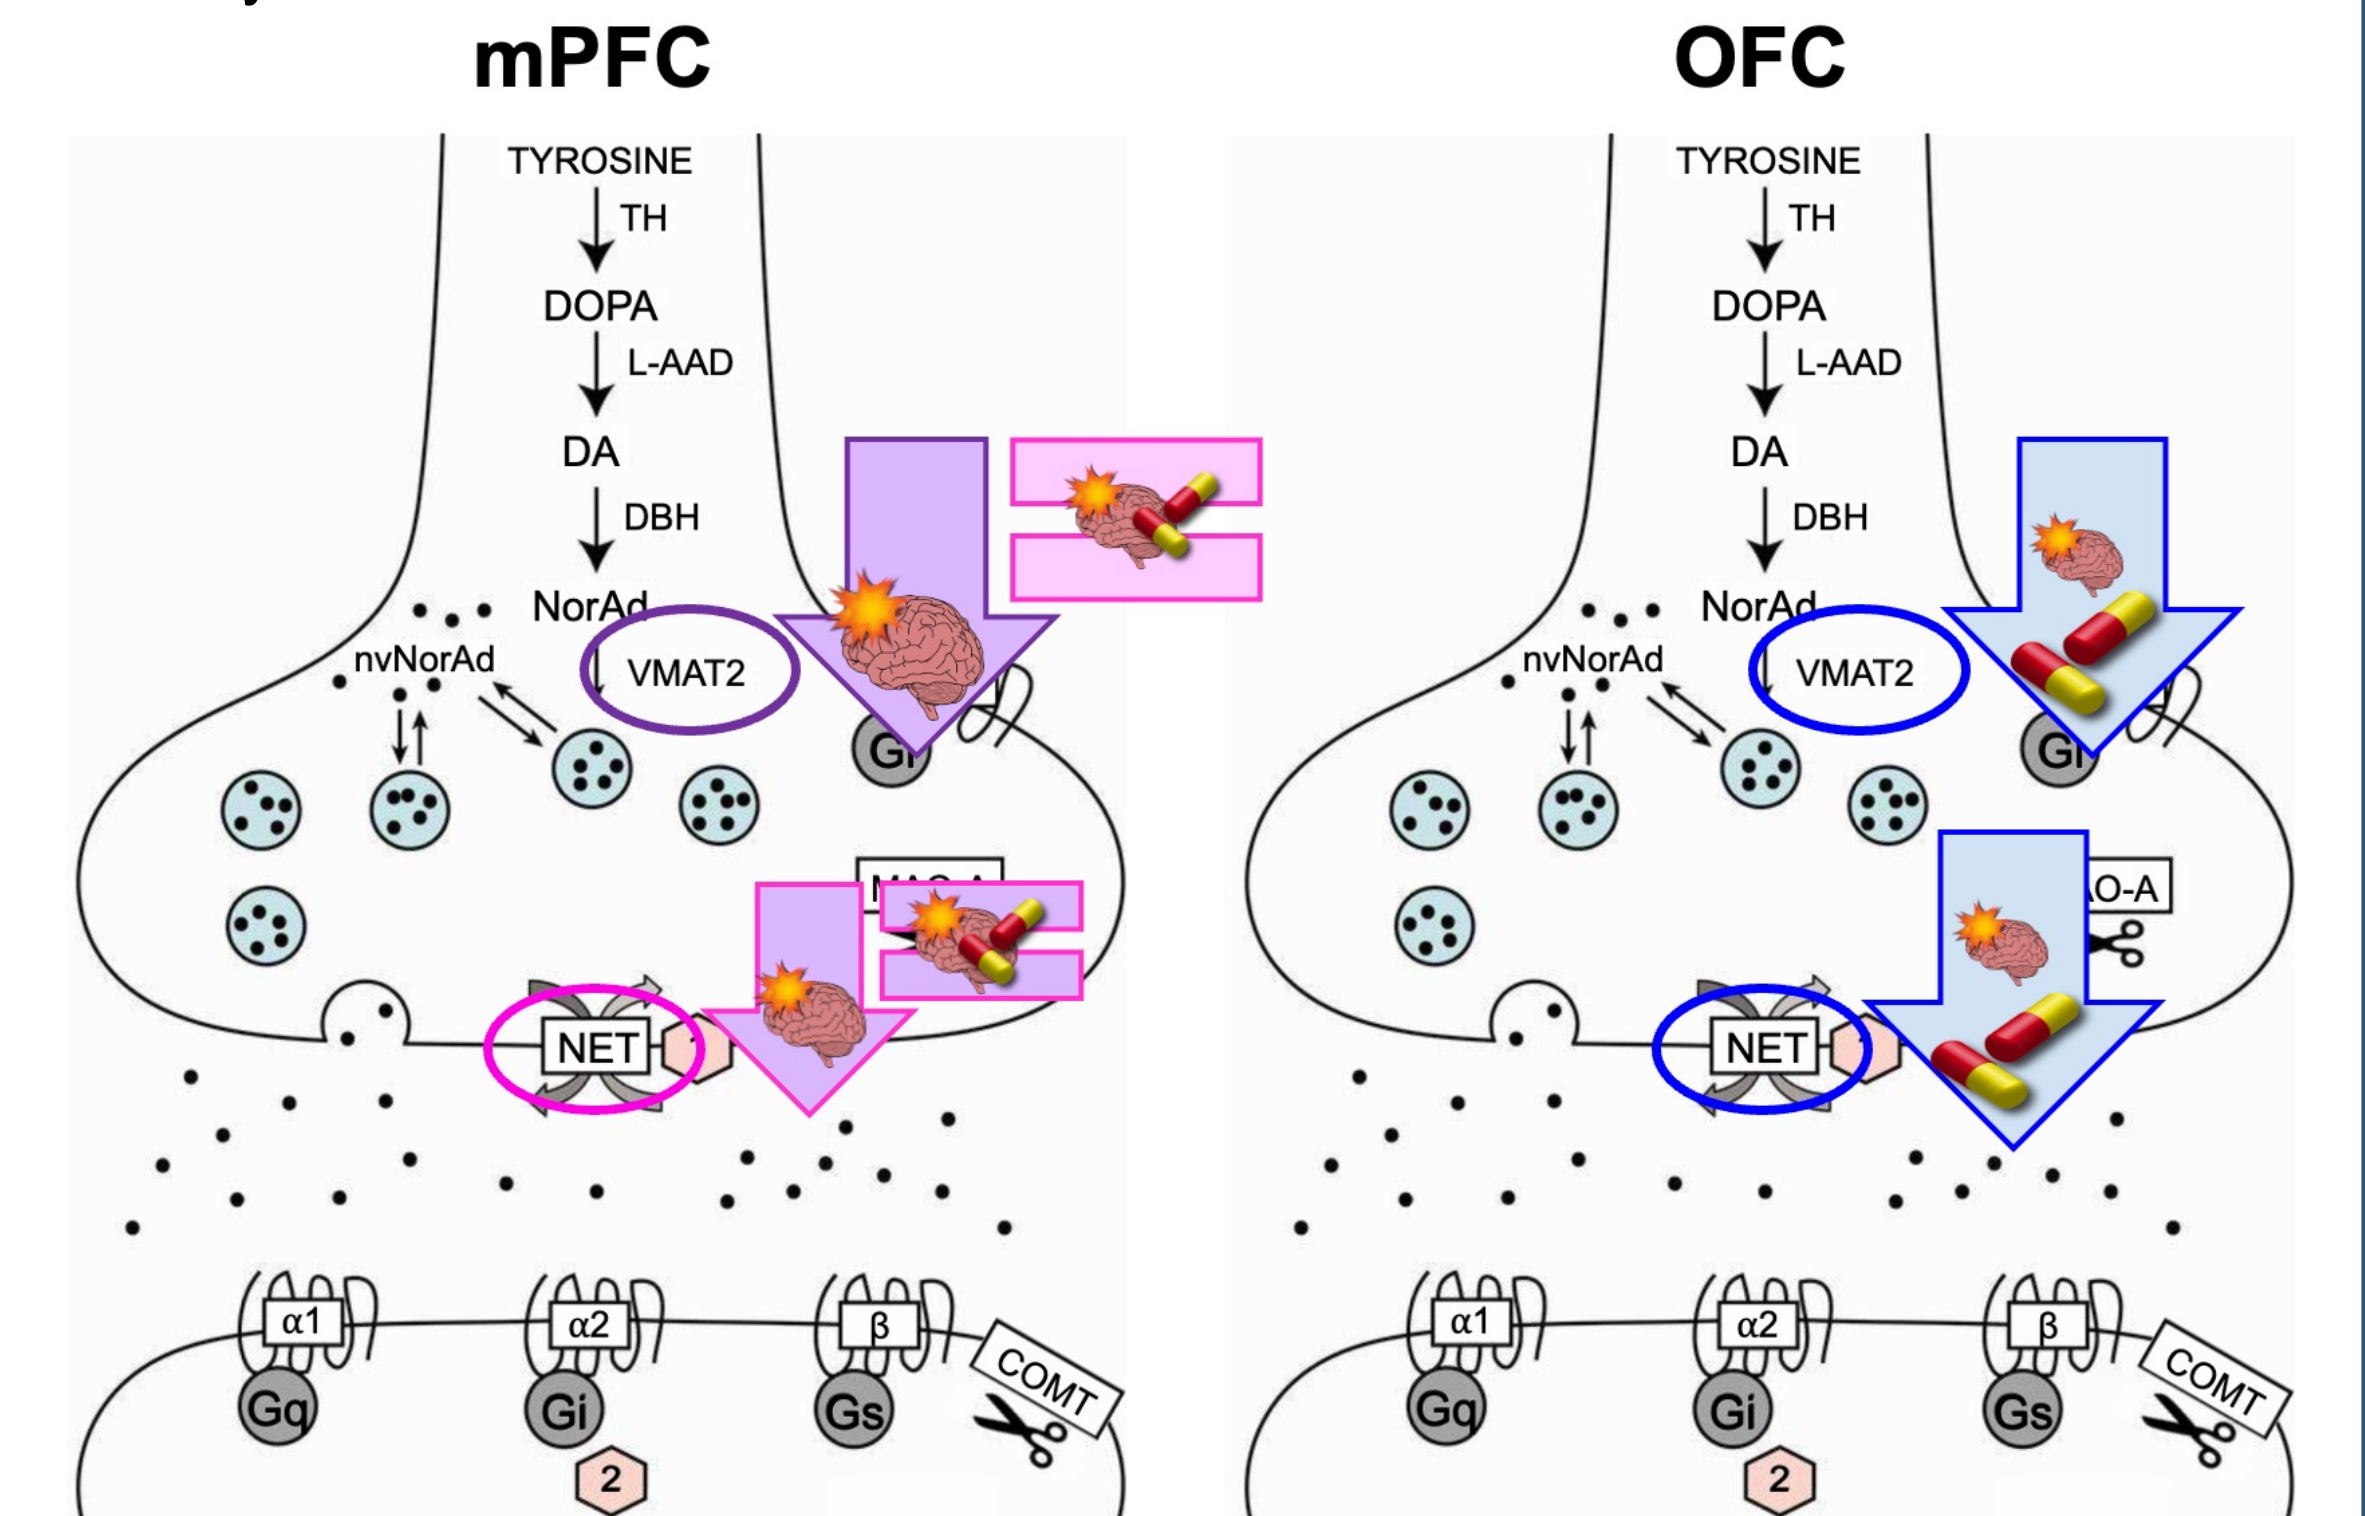 mPFC
TYROSINE
TH
DOPA
L-AAD
DA
DBH
NorAd
nvNorAd
VMAT2
Gi
MAO-A
NET
α1
α2
β
Gq
Gi
Gs
COMT
2
OFC
TYROSINE
TH
DOPA
L-AAD
DA
DBH
NorAd
nvNorAd
VMAT2
Gi
AO-A
NET
α1
α2
β
Gq
Gi
Gs
COMT
2